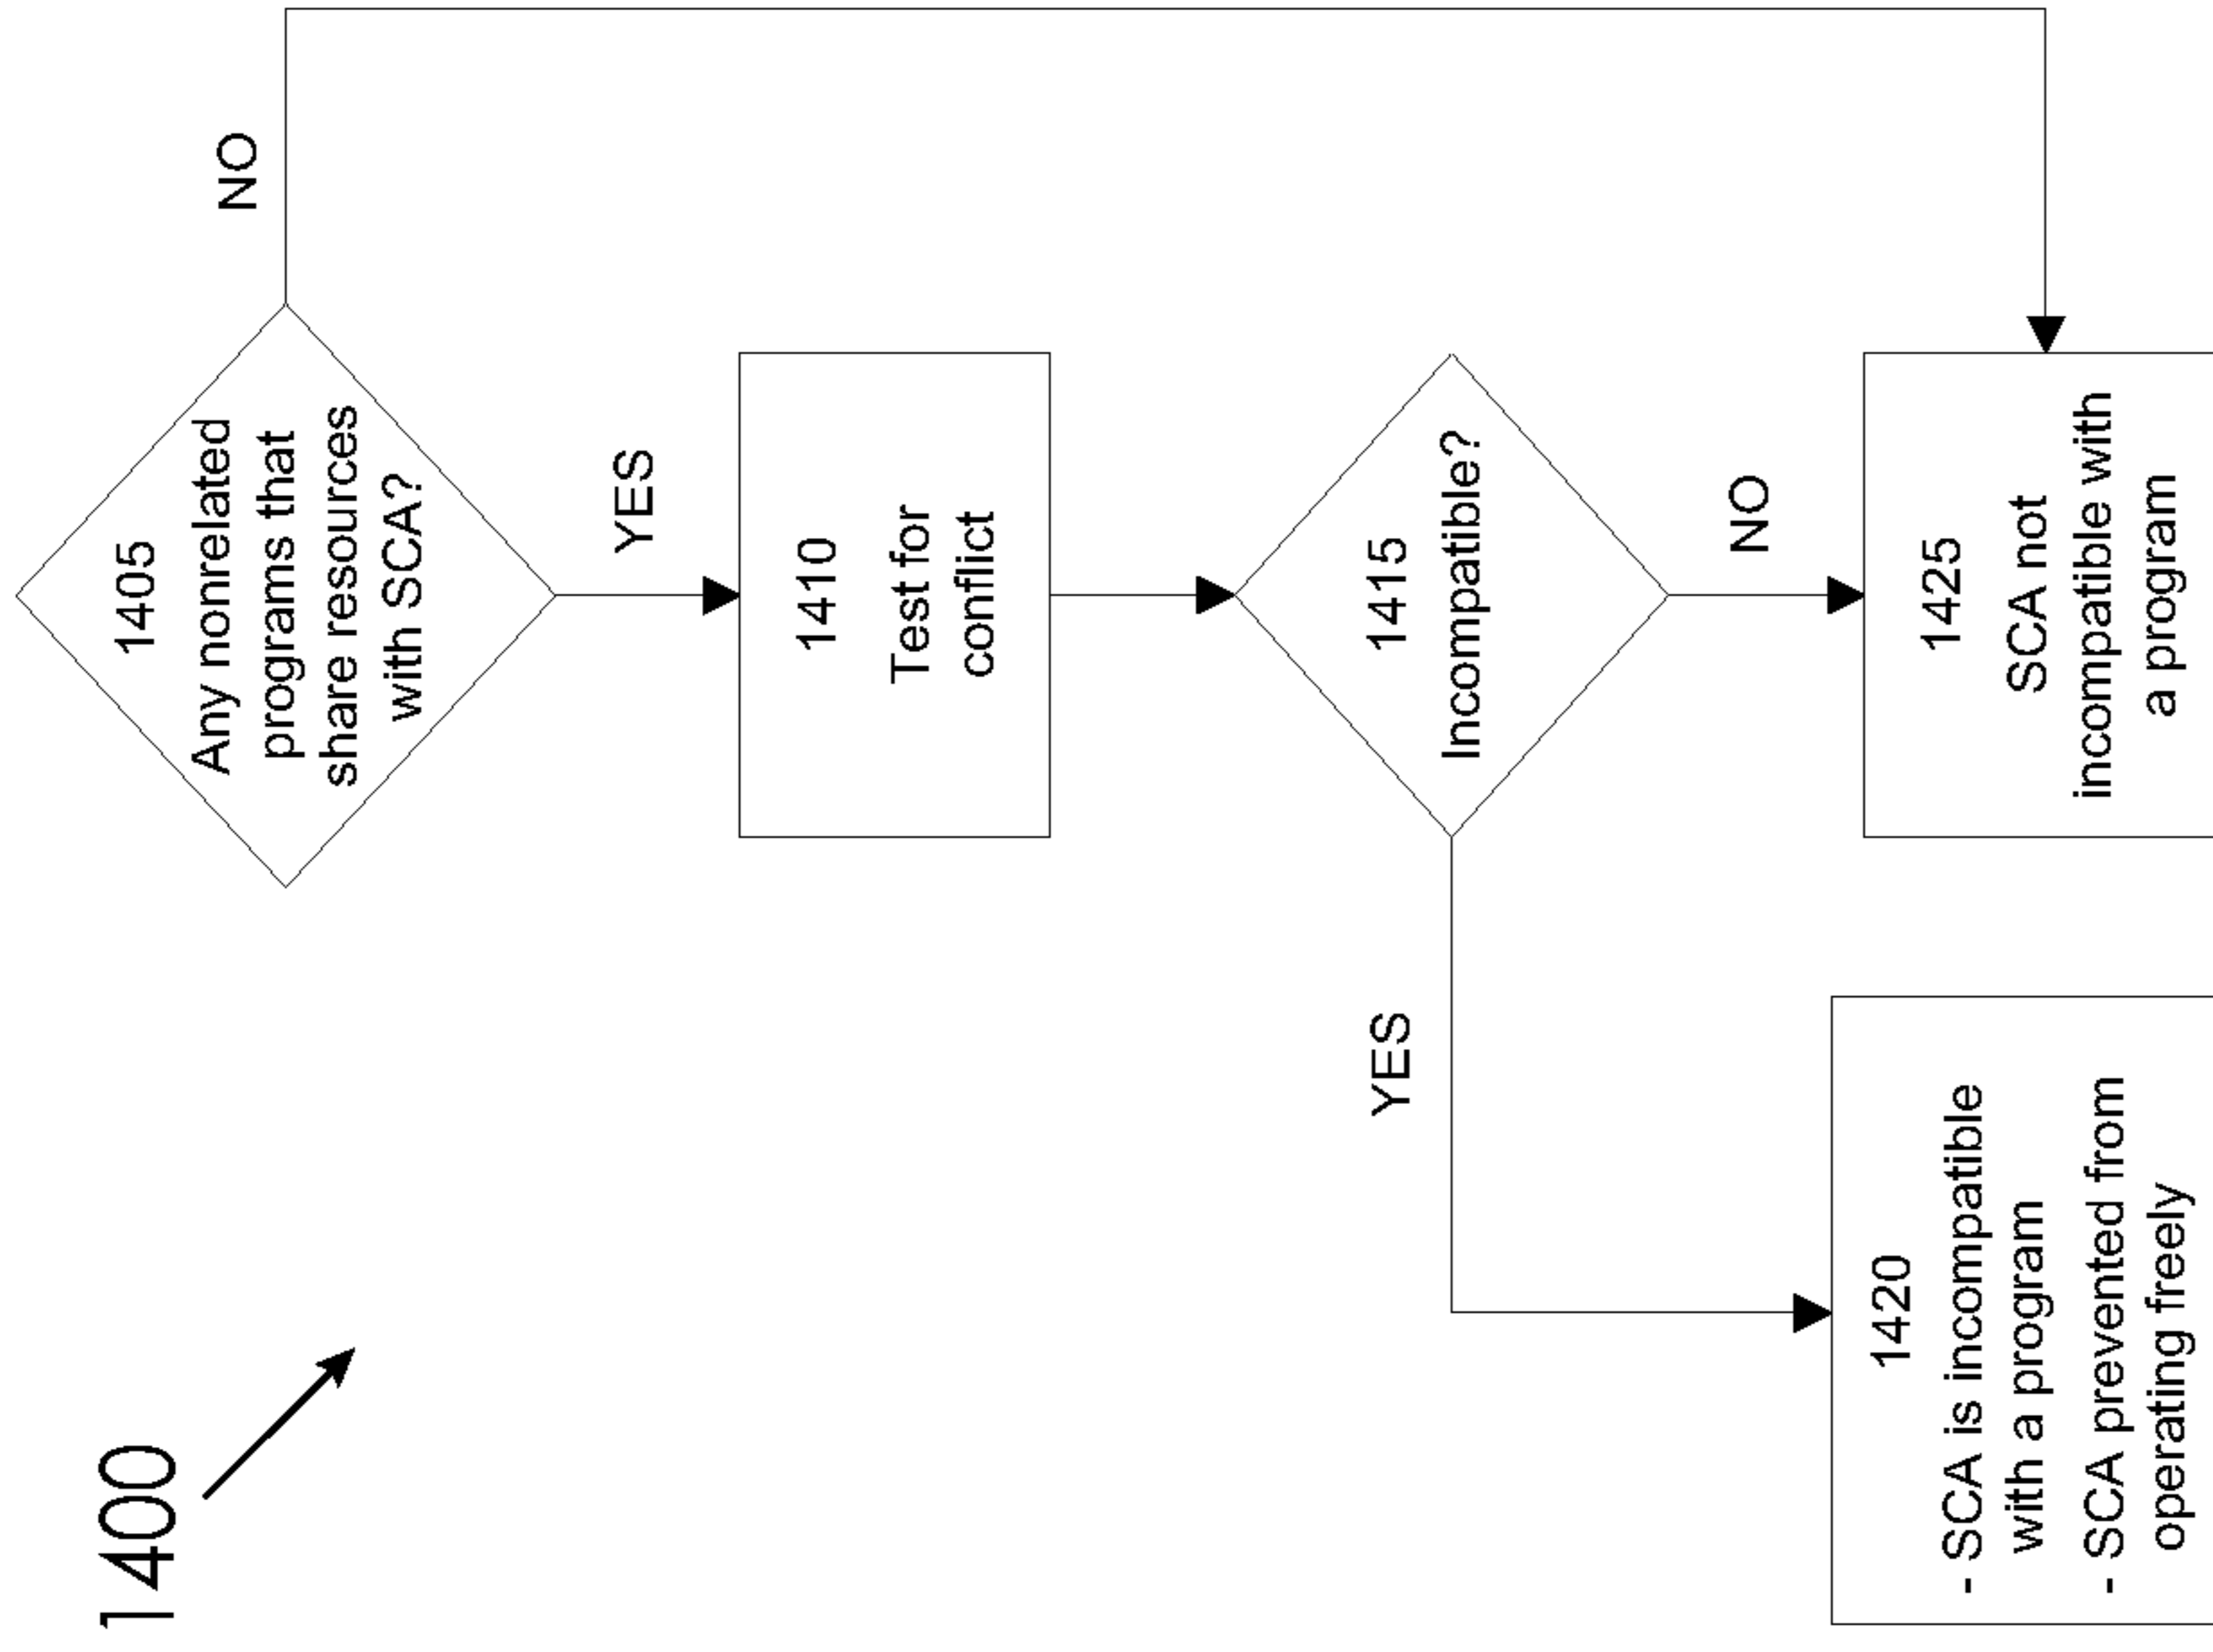 1400
1405
Any nonrelated
programs that
share resources
with SCA?
NO
YES
1410
Test for
conflict
1415
Incompatible?
YES
NO
1420
- SCA is incompatible
with a program
- SCA prevented from
operating freely
1425
SCA not
incompatible with
a program